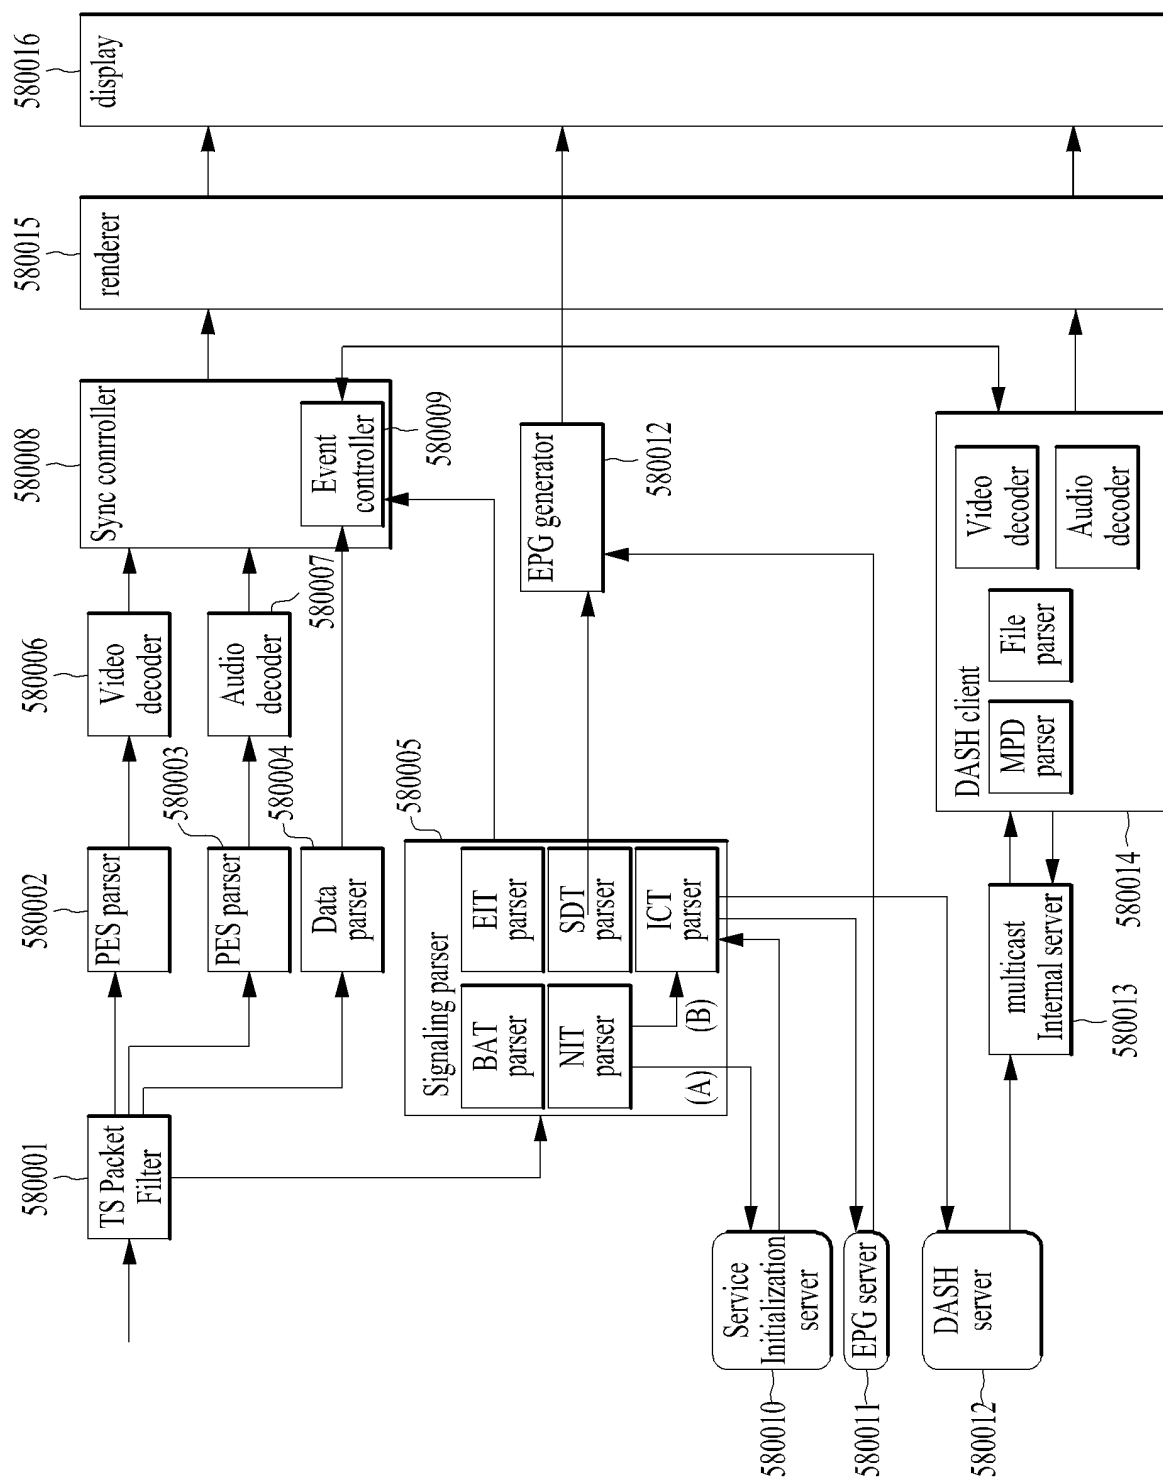 580001
TS Packet
Filter
580002
PES parser
580003
PES parser
580004
Data
parser
580006
Video
decoder
580007
Audio
decoder
580008
Sync conrroller
580009
Event
controller
580015
renderer
580016
display
580005
Signaling parser
BAT
parser
EIT
parser
NIT
parser
SDT
parser
ICT
parser
(A)
(B)
580012
EPG generator
580010
Service
Initialization
server
580011
EPG server
580012
DASH
server
580013
multicast
Internal server
580014
DASH client
MPD
parser
File
parser
Video
decoder
Audio
decoder